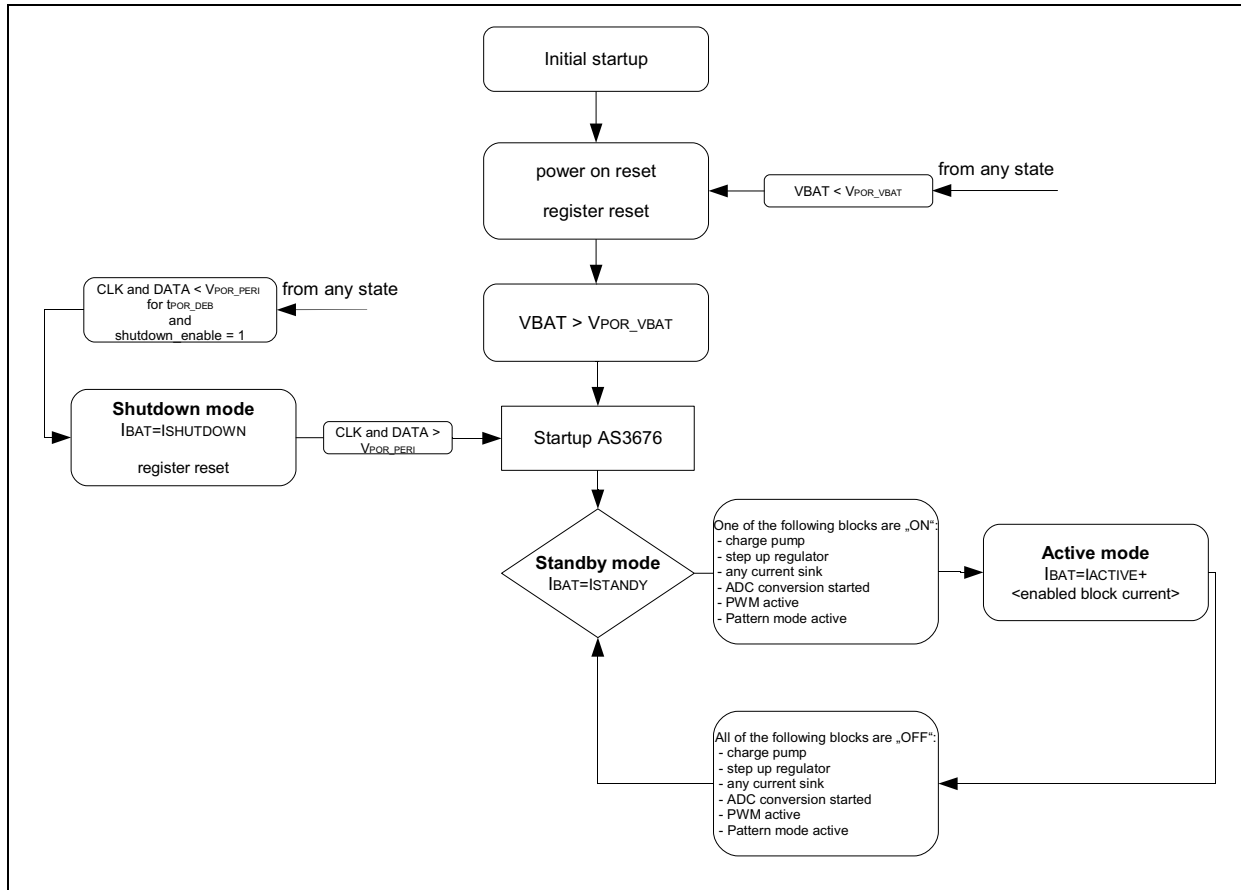 Initial startup
power on reset
register reset
from any state
VBAT < VPOR_VBAT
CLK and DATA < VPOR_PERI
for tPOR_DEB
and
shutdown_enable = 1
from any state
VBAT > VPOR_VBAT
Shutdown mode
IBAT=ISHUTDOWN
register reset
CLK and DATA >
VPOR_PERI
Startup AS3676
Standby mode
IBAT=ISTANDY
One of the following blocks are „ON“:
- charge pump
- step up regulator
- any current sink
- ADC conversion started
- PWM active
- Pattern mode active
Active mode
IBAT=IACTIVE+
<enabled block current>
All of the following blocks are „OFF“:
- charge pump
- step up regulator
- any current sink
- ADC conversion started
- PWM active
- Pattern mode active